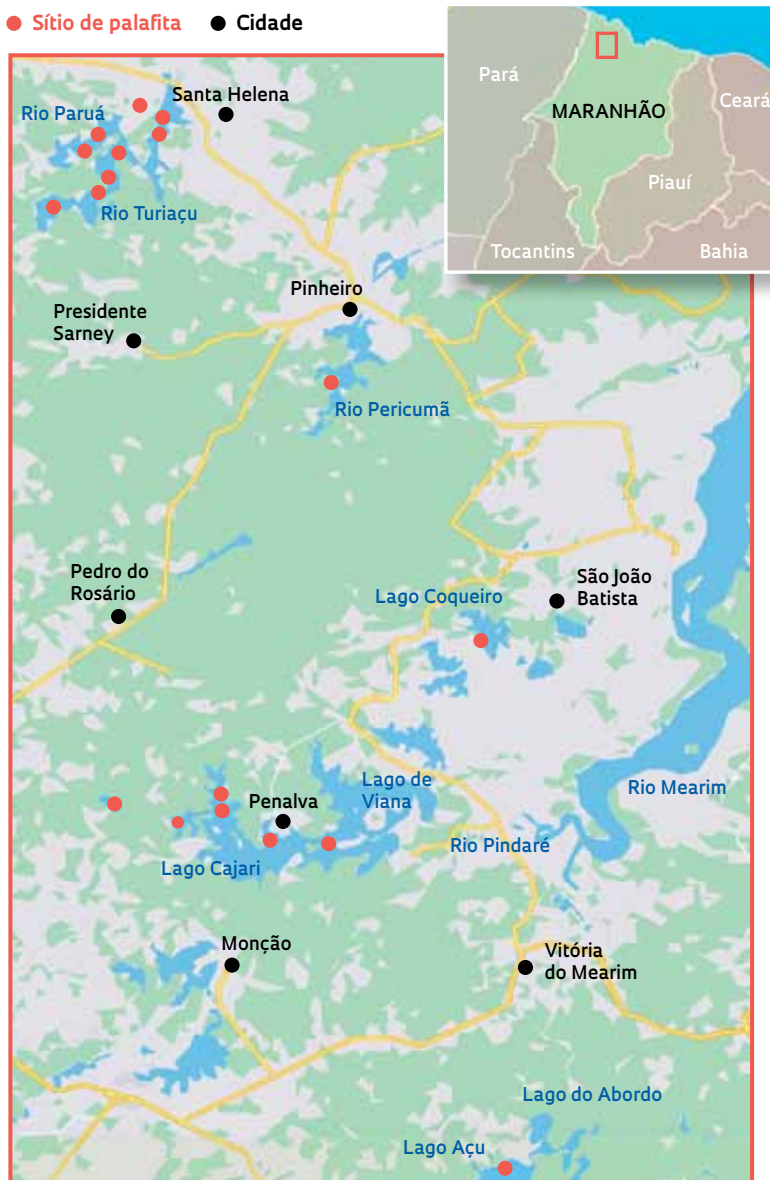 Sítio de palafita
Cidade
Pará
MARANHÃO
Ceará
Piauí
Tocantins
Bahia
Rio Paruá
Santa Helena
Rio Turiaçu
Pinheiro
Presidente
Sarney
Rio Pericumã
Pedro do
Rosário
Lago Coqueiro
São João
Batista
Lago de
Viana
Penalva
Rio Mearim
Rio Pindaré
Lago Cajari
Monção
Vitória
do Mearim
Lago do Abordo
Lago Açu